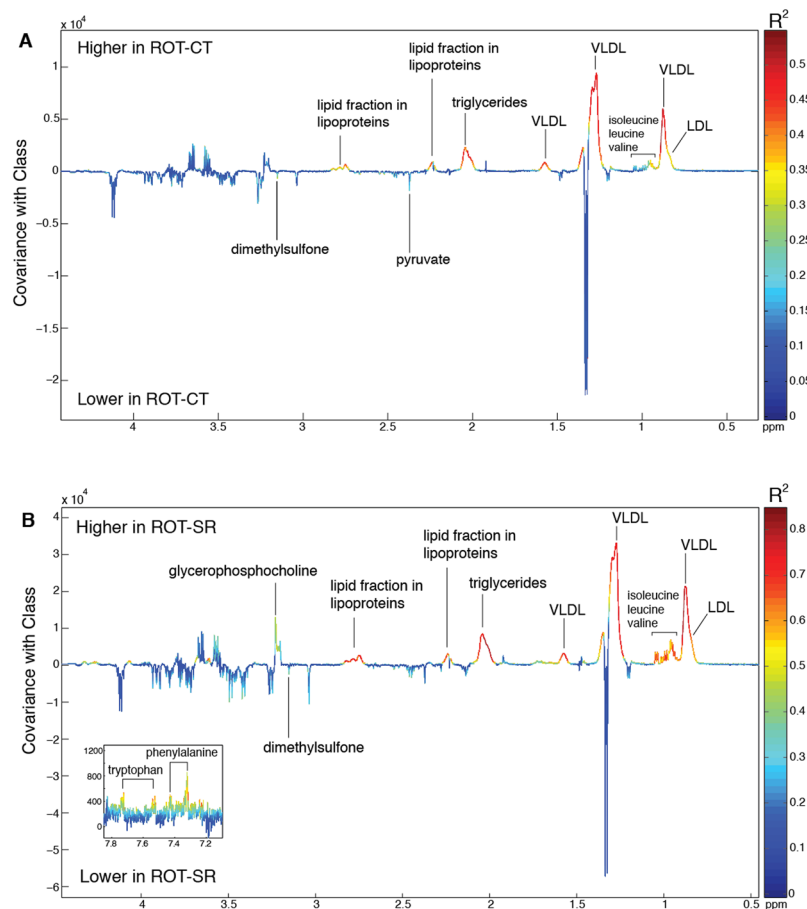 x 10⁴
A
Higher in ROT-CT
R²
VLDL
lipid fraction in
lipoproteins
VLDL
lipid fraction in
lipoproteins
triglycerides
VLDL
isoleucine
leucine
valine
LDL
dimethylsulfone
pyruvate
Lower in ROT-CT
Covariance with Class
1
0.5
0
−0.5
−1
−1.5
−2
4
3.5
3
2.5
2
1.5
1
0.5
ppm
0.5
0.45
0.4
0.35
0.3
0.25
0.2
0.15
0.1
0.05
0
x 10⁴
B
Higher in ROT-SR
R²
VLDL
lipid fraction in
lipoproteins
VLDL
glycerophosphocholine
lipid fraction in
lipoproteins
triglycerides
VLDL
isoleucine
leucine
valine
LDL
dimethylsulfone
Lower in ROT-SR
Covariance with Class
4
3
2
1
0
−1
−2
−3
−4
−5
−6
phenylalanine
tryptophan
1200
800
400
0
7.8
7.6
7.4
7.2
4
3.5
3
2.5
2
1.5
1
0.5
ppm
0.8
0.7
0.6
0.5
0.4
0.3
0.2
0.1
0